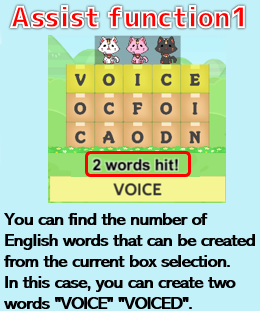 Assist function1
V O I C E
O C F O I
C A O D N
2 words hit!
VOICE
You can find the number of
English words that can be created
from the current box selection.
In this case, you can create two
words "VOICE" "VOICED".